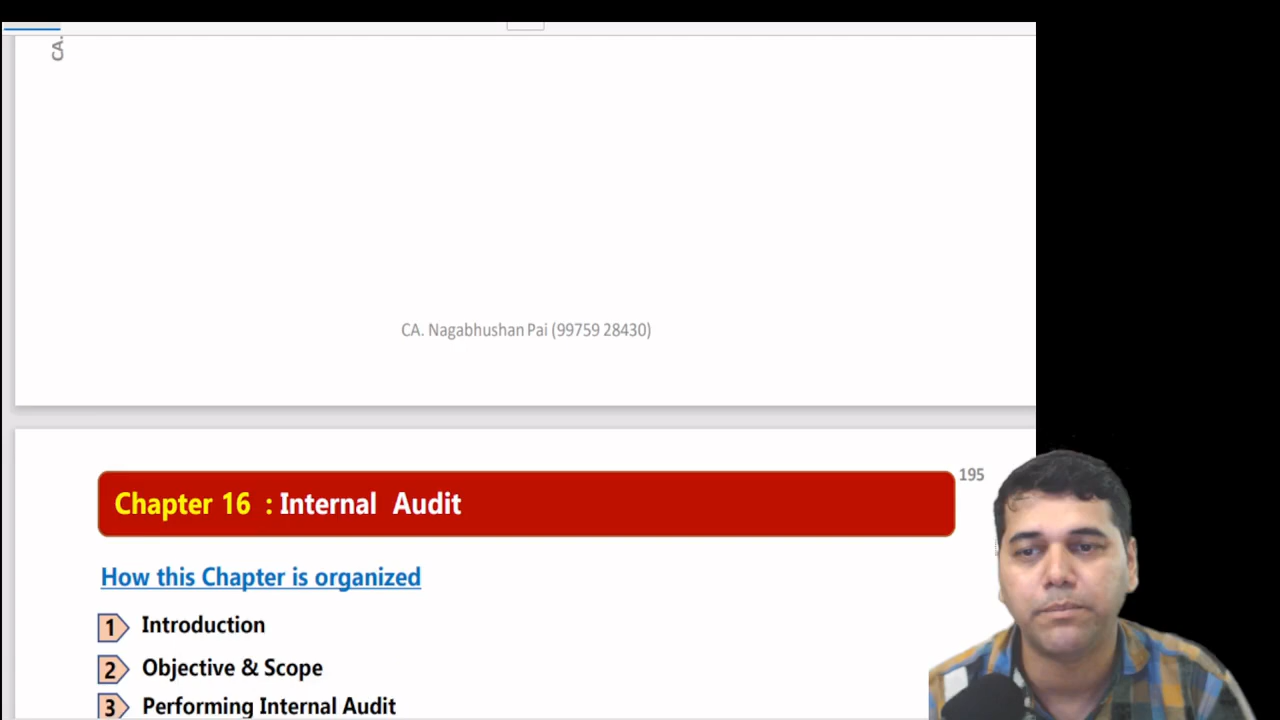 CA.
CA. Nagabhushan Pai (99759 28430)
195
Chapter 16 : Internal Audit
How this Chapter is organized
1 Introduction
2 Objective & Scope
3 Performing Internal Audit